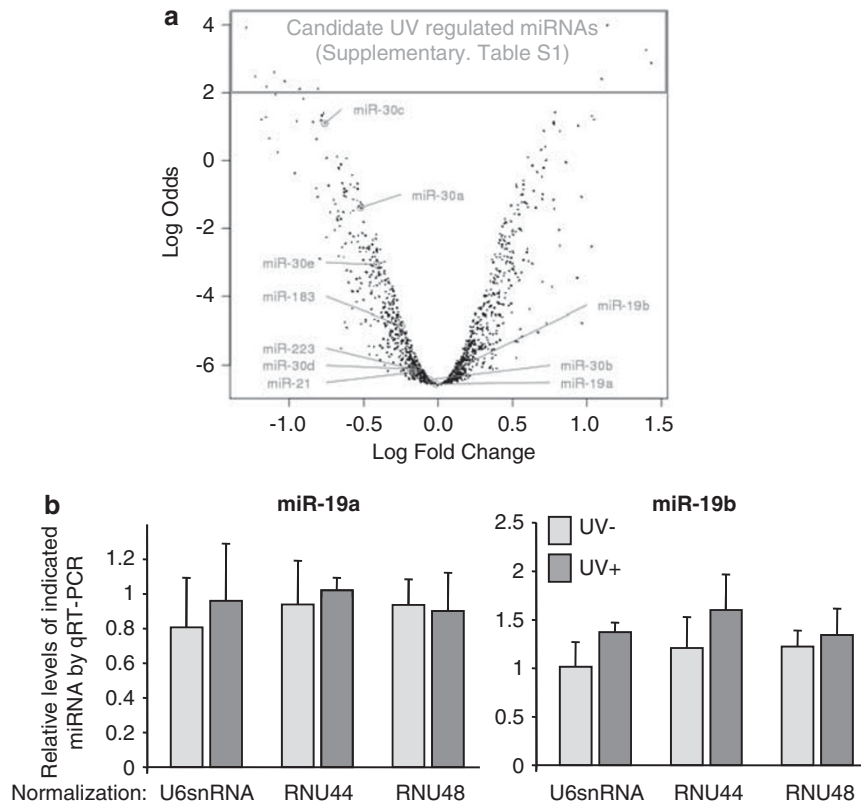 a
Candidate UV regulated miRNAs
(Supplementary. Table S1)
4
2
0
-2
-4
-6
Log Odds
miR-30c
miR-30a
miR-30e
miR-183
miR-19b
miR-223
miR-30d
miR-21
miR-30b
miR-19a
-1.0 -0.5 0.0 0.5 1.0 1.5
Log Fold Change
b
miR-19a
Relative levels of indicated
miRNA by qRT-PCR
1.2
1
0.8
0.6
0.4
0.2
0
miR-19b
UV-
UV+
2.5
2
1.5
1
0.5
0
Normalization: U6snRNA RNU44 RNU48 U6snRNA RNU44 RNU48